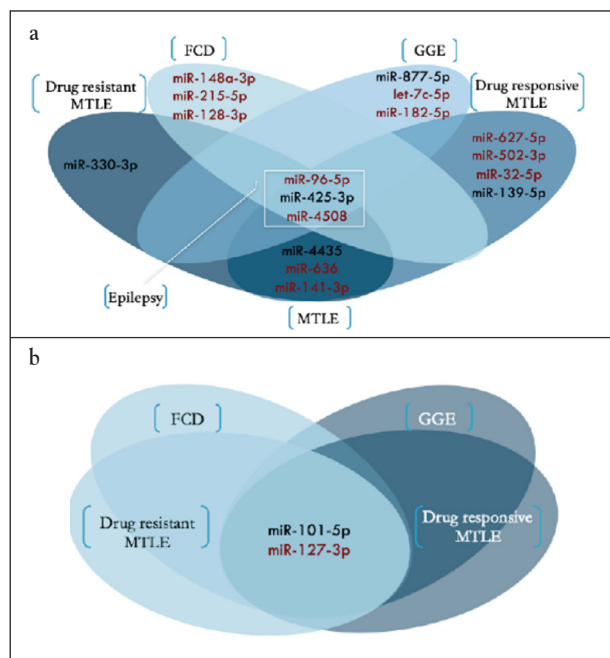 a
FCD
GGE
Drug resistant
MTLE
miR-148a-3p
miR-215-5p
miR-128-3p
miR-877-5p
let-7c-5p
miR-182-5p
Drug responsive
MTLE
miR-330-3p
miR-627-5p
miR-502-3p
miR-32-5p
miR-139-5p
miR-96-5p
miR-425-3p
miR-4508
miR-4435
miR-636
miR-141-3p
Epilepsy
MTLE
b
FCD
GGE
Drug resistant
MTLE
miR-101-5p
miR-127-3p
Drug responsive
MTLE